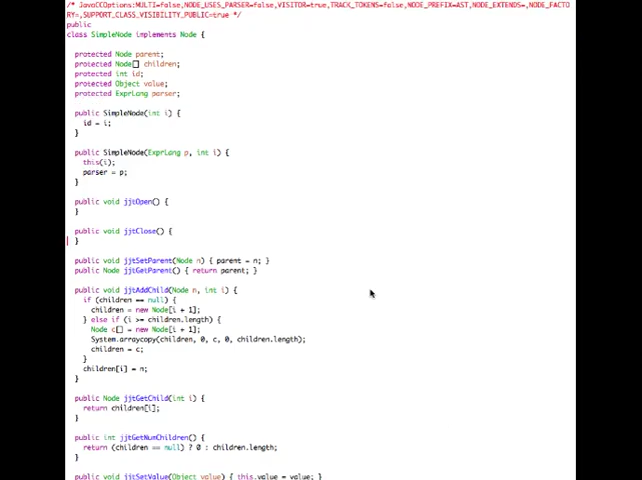 /* JavaCCOptions:MULTI=false,NODE_USES_PARSER=false,VISITOR=true,TRACK_TOKENS=false,NODE_PREFIX=AST,NODE_EXTENDS=,NODE_FACTO
RY=,SUPPORT_CLASS_VISIBILITY_PUBLIC=true */
public
class SimpleNode implements Node {
protected Node parent;
protected Node[] children;
protected int id;
protected Object value;
protected ExprLang parser;
public SimpleNode(int i) {
id = i;
}
public SimpleNode(ExprLang p, int i) {
this(i);
parser = p;
}
public void jjtOpen() {
}
public void jjtClose() {
}
public void jjtSetParent(Node n) { parent = n; }
public Node jjtGetParent() { return parent; }
public void jjtAddChild(Node n, int i) {
if (children == null) {
children = new Node[i + 1];
} else if (i >= children.length) {
Node c[] = new Node[i + 1];
System.arraycopy(children, 0, c, 0, children.length);
children = c;
}
children[i] = n;
}
public Node jjtGetChild(int i) {
return children[i];
}
public int jjtGetNumChildren() {
return (children == null) ? 0 : children.length;
}
public void jjtSetValue(Object value) { this.value = value; }